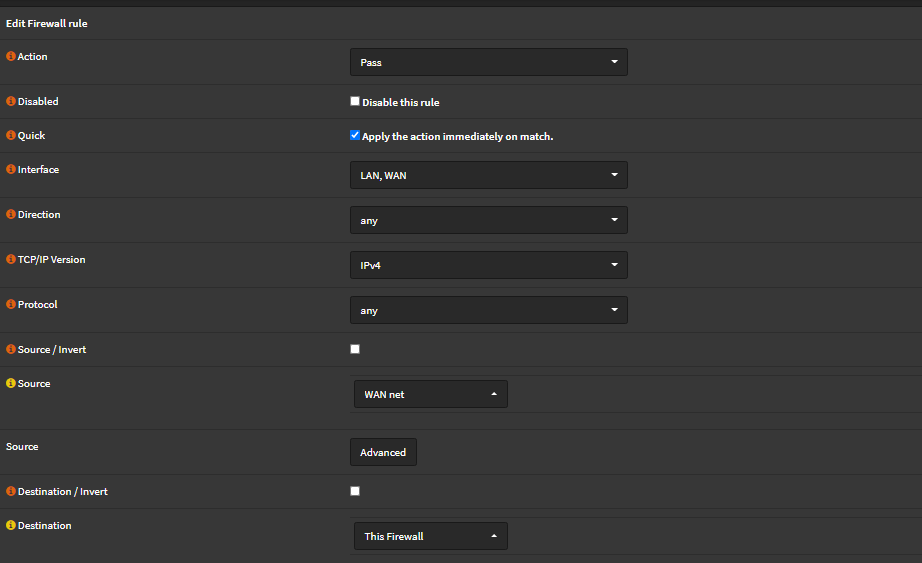 Edit Firewall rule
Action
Pass
Disabled
Disable this rule
Quick
Apply the action immediately on match.
Interface
LAN, WAN
Direction
any
TCP/IP Version
IPv4
Protocol
any
Source / Invert
Source
WAN net
Source
Advanced
Destination / Invert
Destination
This Firewall